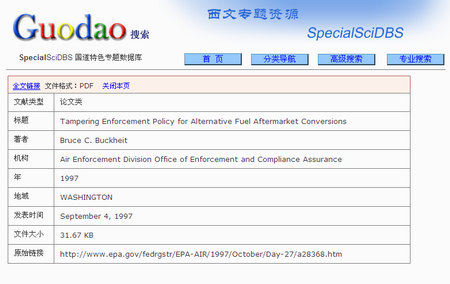 Guodao 搜索
西文专题资源
SpecialSciDBS
SpecialSciDBS 国道特色专题数据库
首 页 分类导航 高级搜索 专业搜索
全文链接 文件格式：PDF 关闭本页
文献类型 论文类
标题 Tampering Enforcement Policy for Alternative Fuel Aftermarket Conversions
著者 Bruce C. Buckheit
机构 Air Enforcement Division Office of Enforcement and Compliance Assurance
年 1997
地域 WASHINGTON
发表时间 September 4, 1997
文件大小 31.67 KB
原始链接 http://www.epa.gov/fedrgstr/EPA-AIR/1997/October/Day-27/a28368.htm